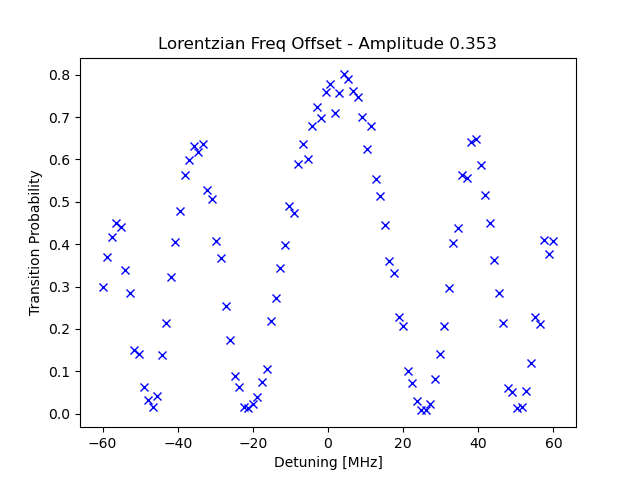 Lorentzian Freq Offset - Amplitude 0.353
0.8
0.7
0.6
0.5
0.4
0.3
0.2
0.1
0.0
Transition Probability
−60 −40 −20 0 20 40 60
Detuning [MHz]